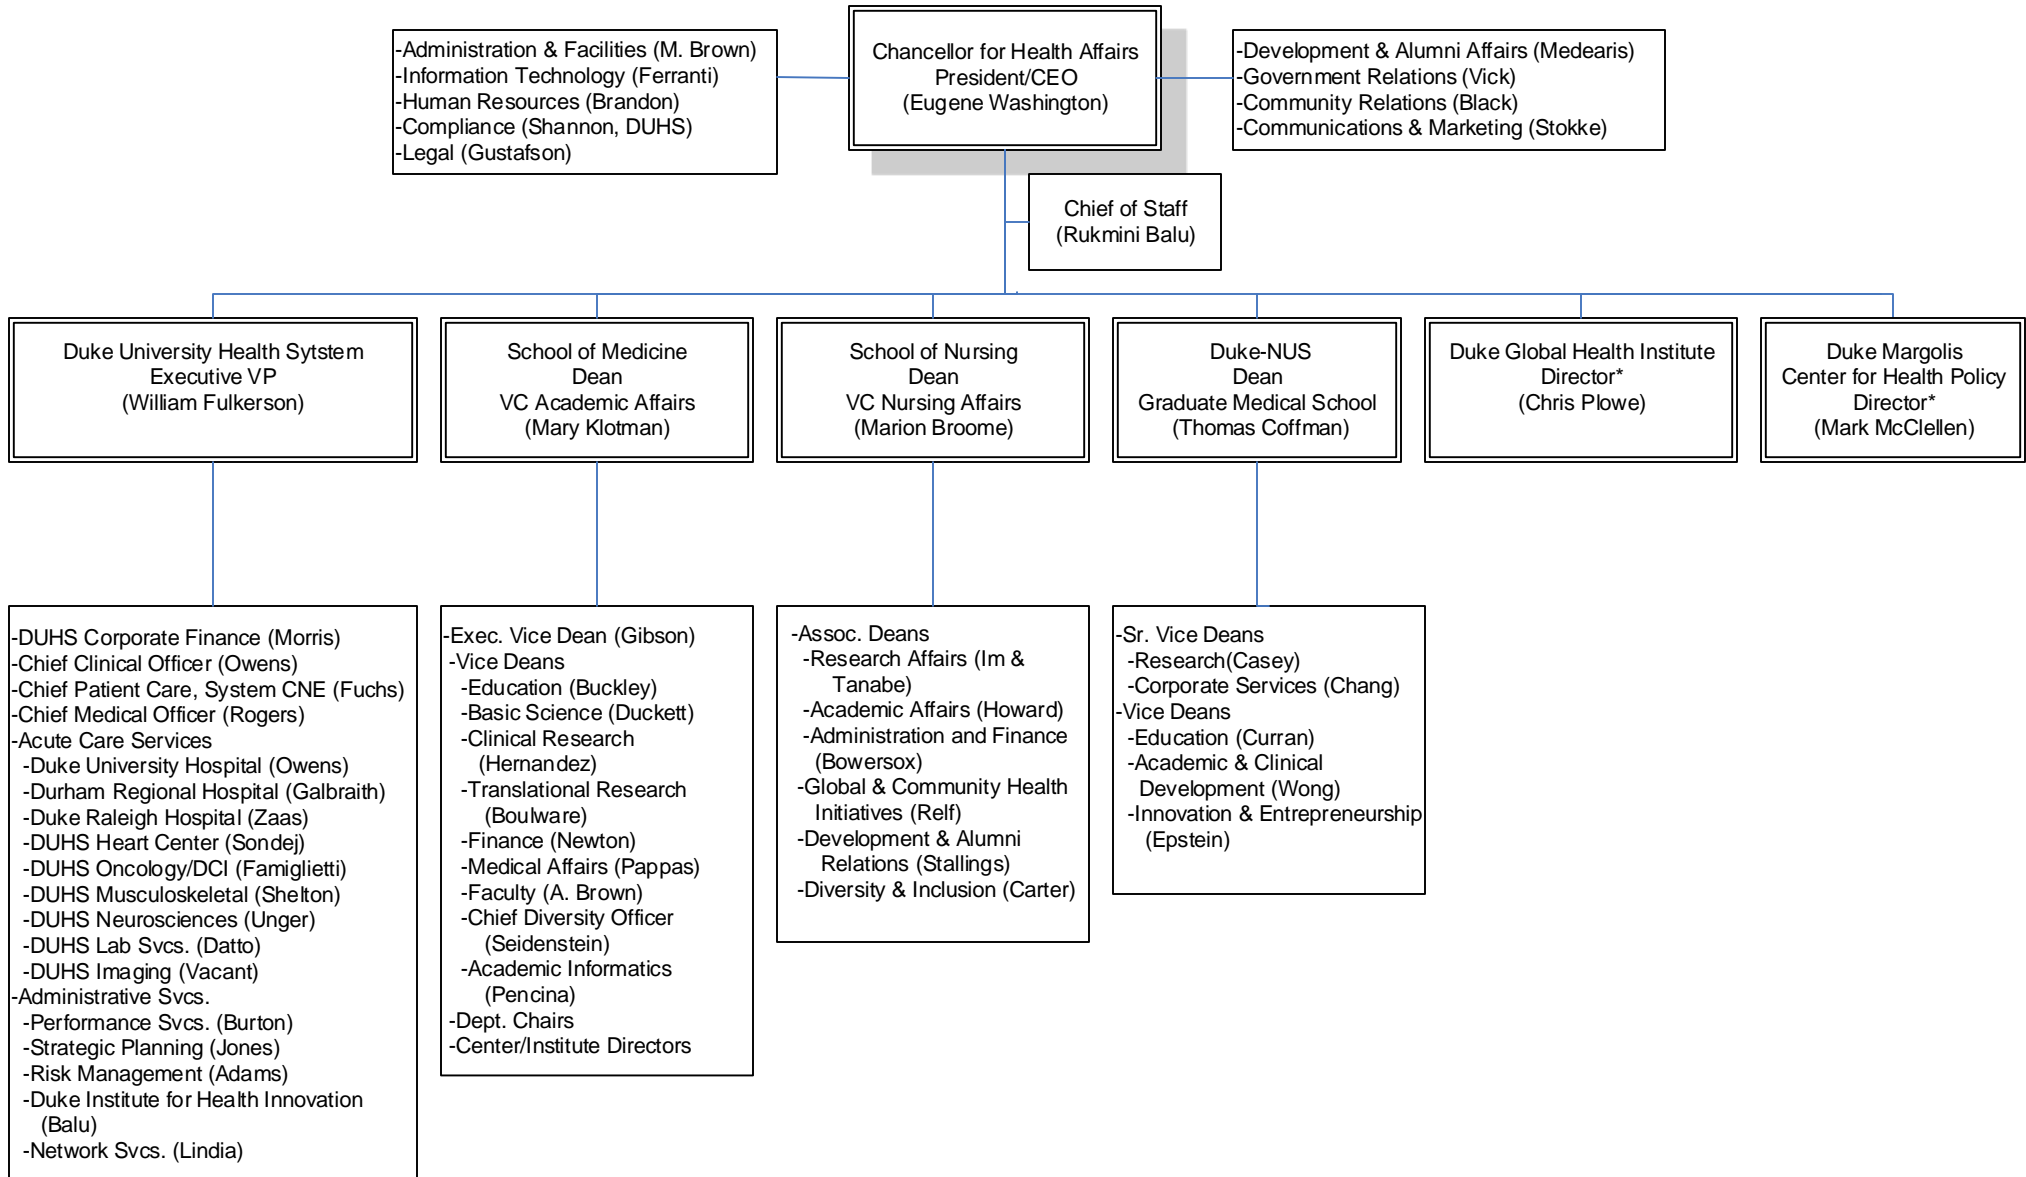 -Administration & Facilities (M. Brown)
-Information Technology (Ferranti)
-Human Resources (Brandon)
-Compliance (Shannon, DUHS)
-Legal (Gustafson)
Chancellor for Health Affairs
President/CEO
(Eugene Washington)
-Development & Alumni Affairs (Medearis)
-Government Relations (Vick)
-Community Relations (Black)
-Communications & Marketing (Stokke)
Chief of Staff
(Rukmini Balu)
Duke University Health Sytstem
Executive VP
(William Fulkerson)
School of Medicine
Dean
VC Academic Affairs
(Mary Klotman)
School of Nursing
Dean
VC Nursing Affairs
(Marion Broome)
Duke-NUS
Dean
Graduate Medical School
(Thomas Coffman)
Duke Global Health Institute
Director*
(Chris Plowe)
Duke Margolis
Center for Health Policy
Director*
(Mark McClellen)
-DUHS Corporate Finance (Morris)
-Chief Clinical Officer (Owens)
-Chief Patient Care, System CNE (Fuchs)
-Chief Medical Officer (Rogers)
-Acute Care Services
-Duke University Hospital (Owens)
-Durham Regional Hospital (Galbraith)
-Duke Raleigh Hospital (Zaas)
-DUHS Heart Center (Sondej)
-DUHS Oncology/DCI (Famiglietti)
-DUHS Musculoskeletal (Shelton)
-DUHS Neurosciences (Unger)
-DUHS Lab Svcs. (Datto)
-DUHS Imaging (Vacant)
-Administrative Svcs.
-Performance Svcs. (Burton)
-Strategic Planning (Jones)
-Risk Management (Adams)
-Duke Institute for Health Innovation
(Balu)
-Network Svcs. (Lindia)
-Exec. Vice Dean (Gibson)
-Vice Deans
-Education (Buckley)
-Basic Science (Duckett)
-Clinical Research
(Hernandez)
-Translational Research
(Boulware)
-Finance (Newton)
-Medical Affairs (Pappas)
-Faculty (A. Brown)
-Chief Diversity Officer
(Seidenstein)
-Academic Informatics
(Pencina)
-Dept. Chairs
-Center/Institute Directors
-Assoc. Deans
-Research Affairs (Im &
Tanabe)
-Academic Affairs (Howard)
-Administration and Finance
(Bowersox)
-Global & Community Health
Initiatives (Relf)
-Development & Alumni
Relations (Stallings)
-Diversity & Inclusion (Carter)
-Sr. Vice Deans
-Research(Casey)
-Corporate Services (Chang)
-Vice Deans
-Education (Curran)
-Academic & Clinical
Development (Wong)
-Innovation & Entrepreneurship
(Epstein)